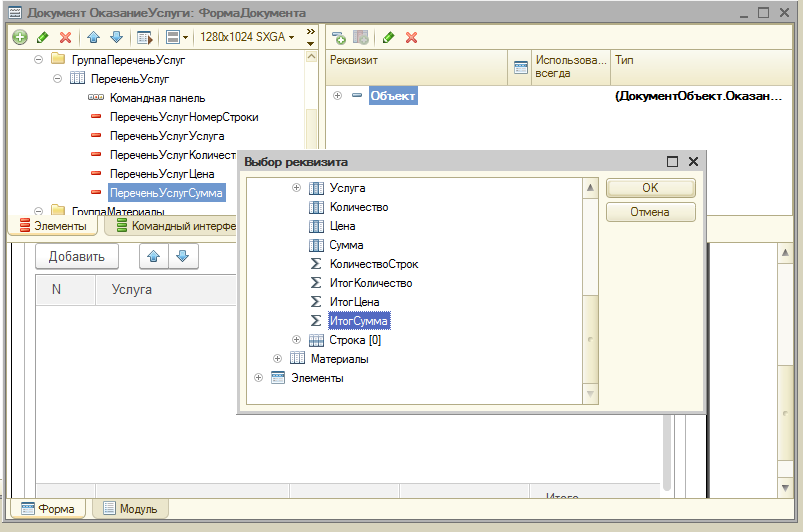 Документ ОказаниеУслуги: ФормаДокумента
1280x1024 SXGA
ГруппаПереченьУслуг
ПереченьУслуг
Командная панель
ПереченьУслугНомерСтроки
ПереченьУслугУслуга
ПереченьУслугКоличест
ПереченьУслугЦена
ПереченьУслугСумма
ГруппаМатериалы
Элементы
Командный интерфе
Реквизит
Использова...
всегда
Тип
Объект
(ДокументОбъект.Оказан...
Выбор реквизита
Услуга
Количество
Цена
Сумма
КоличествоСтрок
ИтогКоличество
ИтогЦена
ИтогСумма
Строка [0]
Материалы
Элементы
OK
Отмена
Добавить
N
Услуга
Итого
Форма
Модуль